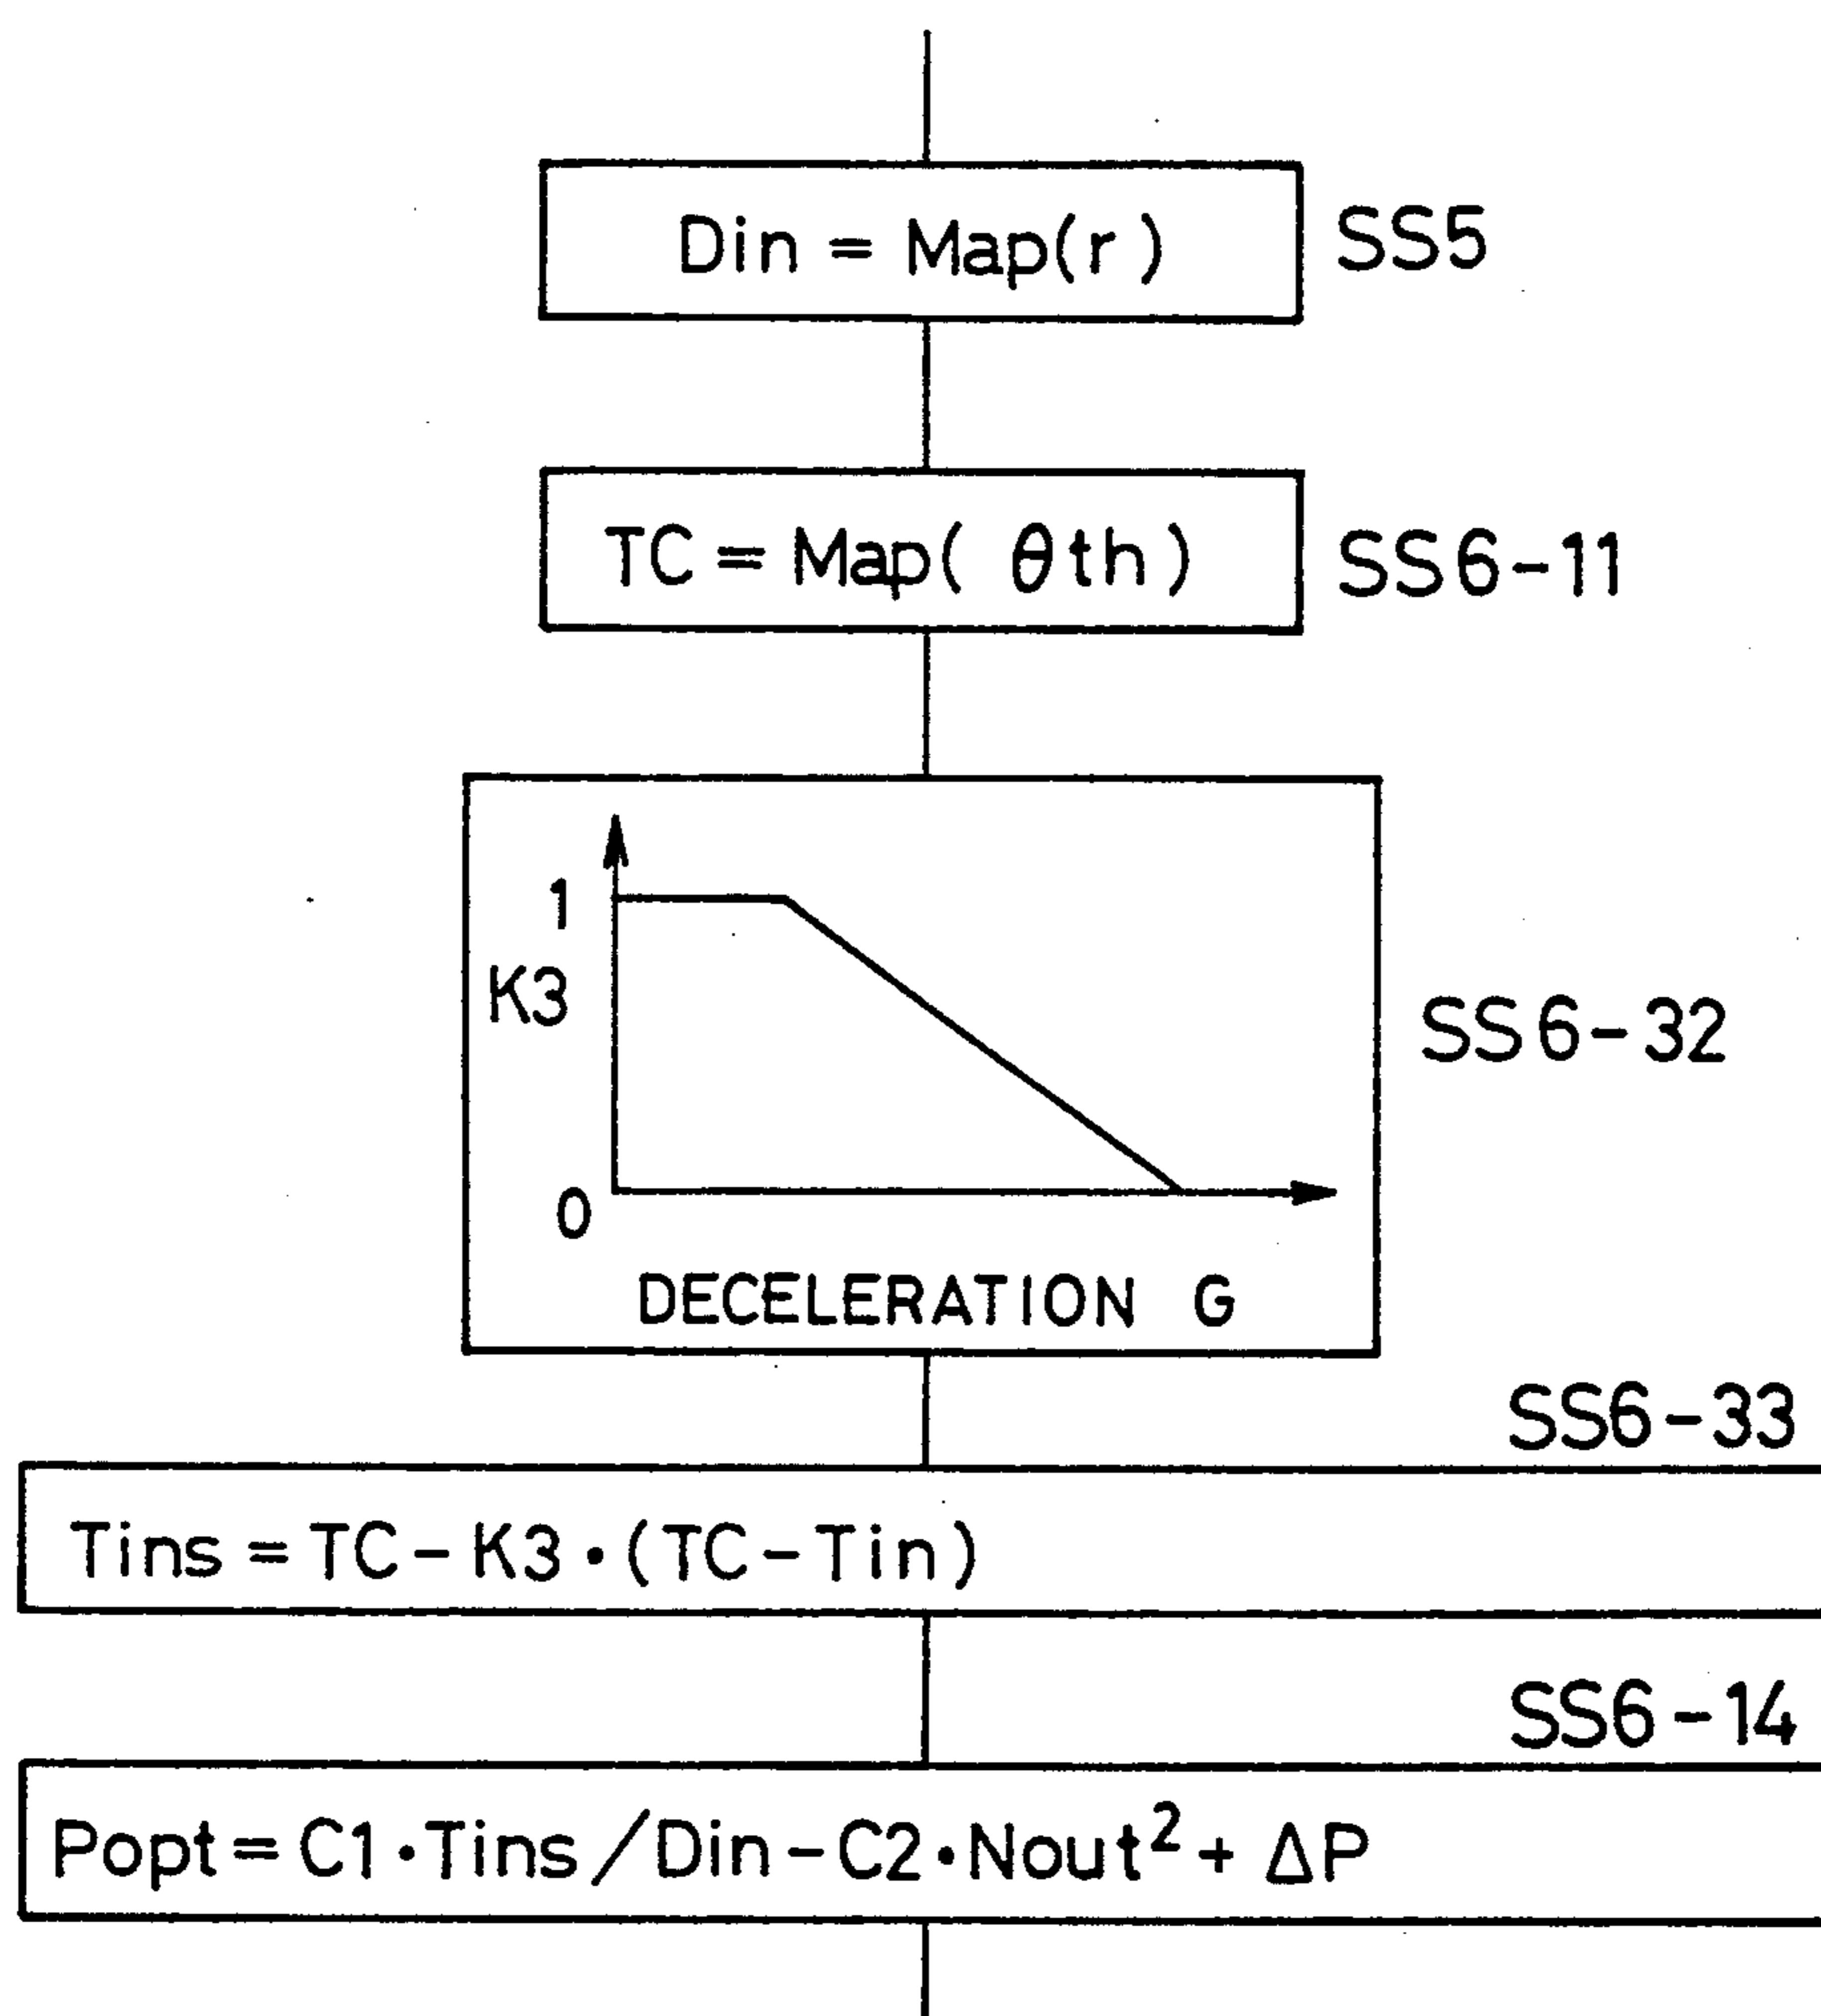 Din = Map(r)
SS5
TC = Map( θth)
SS6-11
1
K3
0
DECELERATION G
SS6-32
SS6-33
Tins = TC - K3 • (TC - Tin)
SS6-14
Popt = C1 • Tins / Din - C2 • Nout² + ΔP